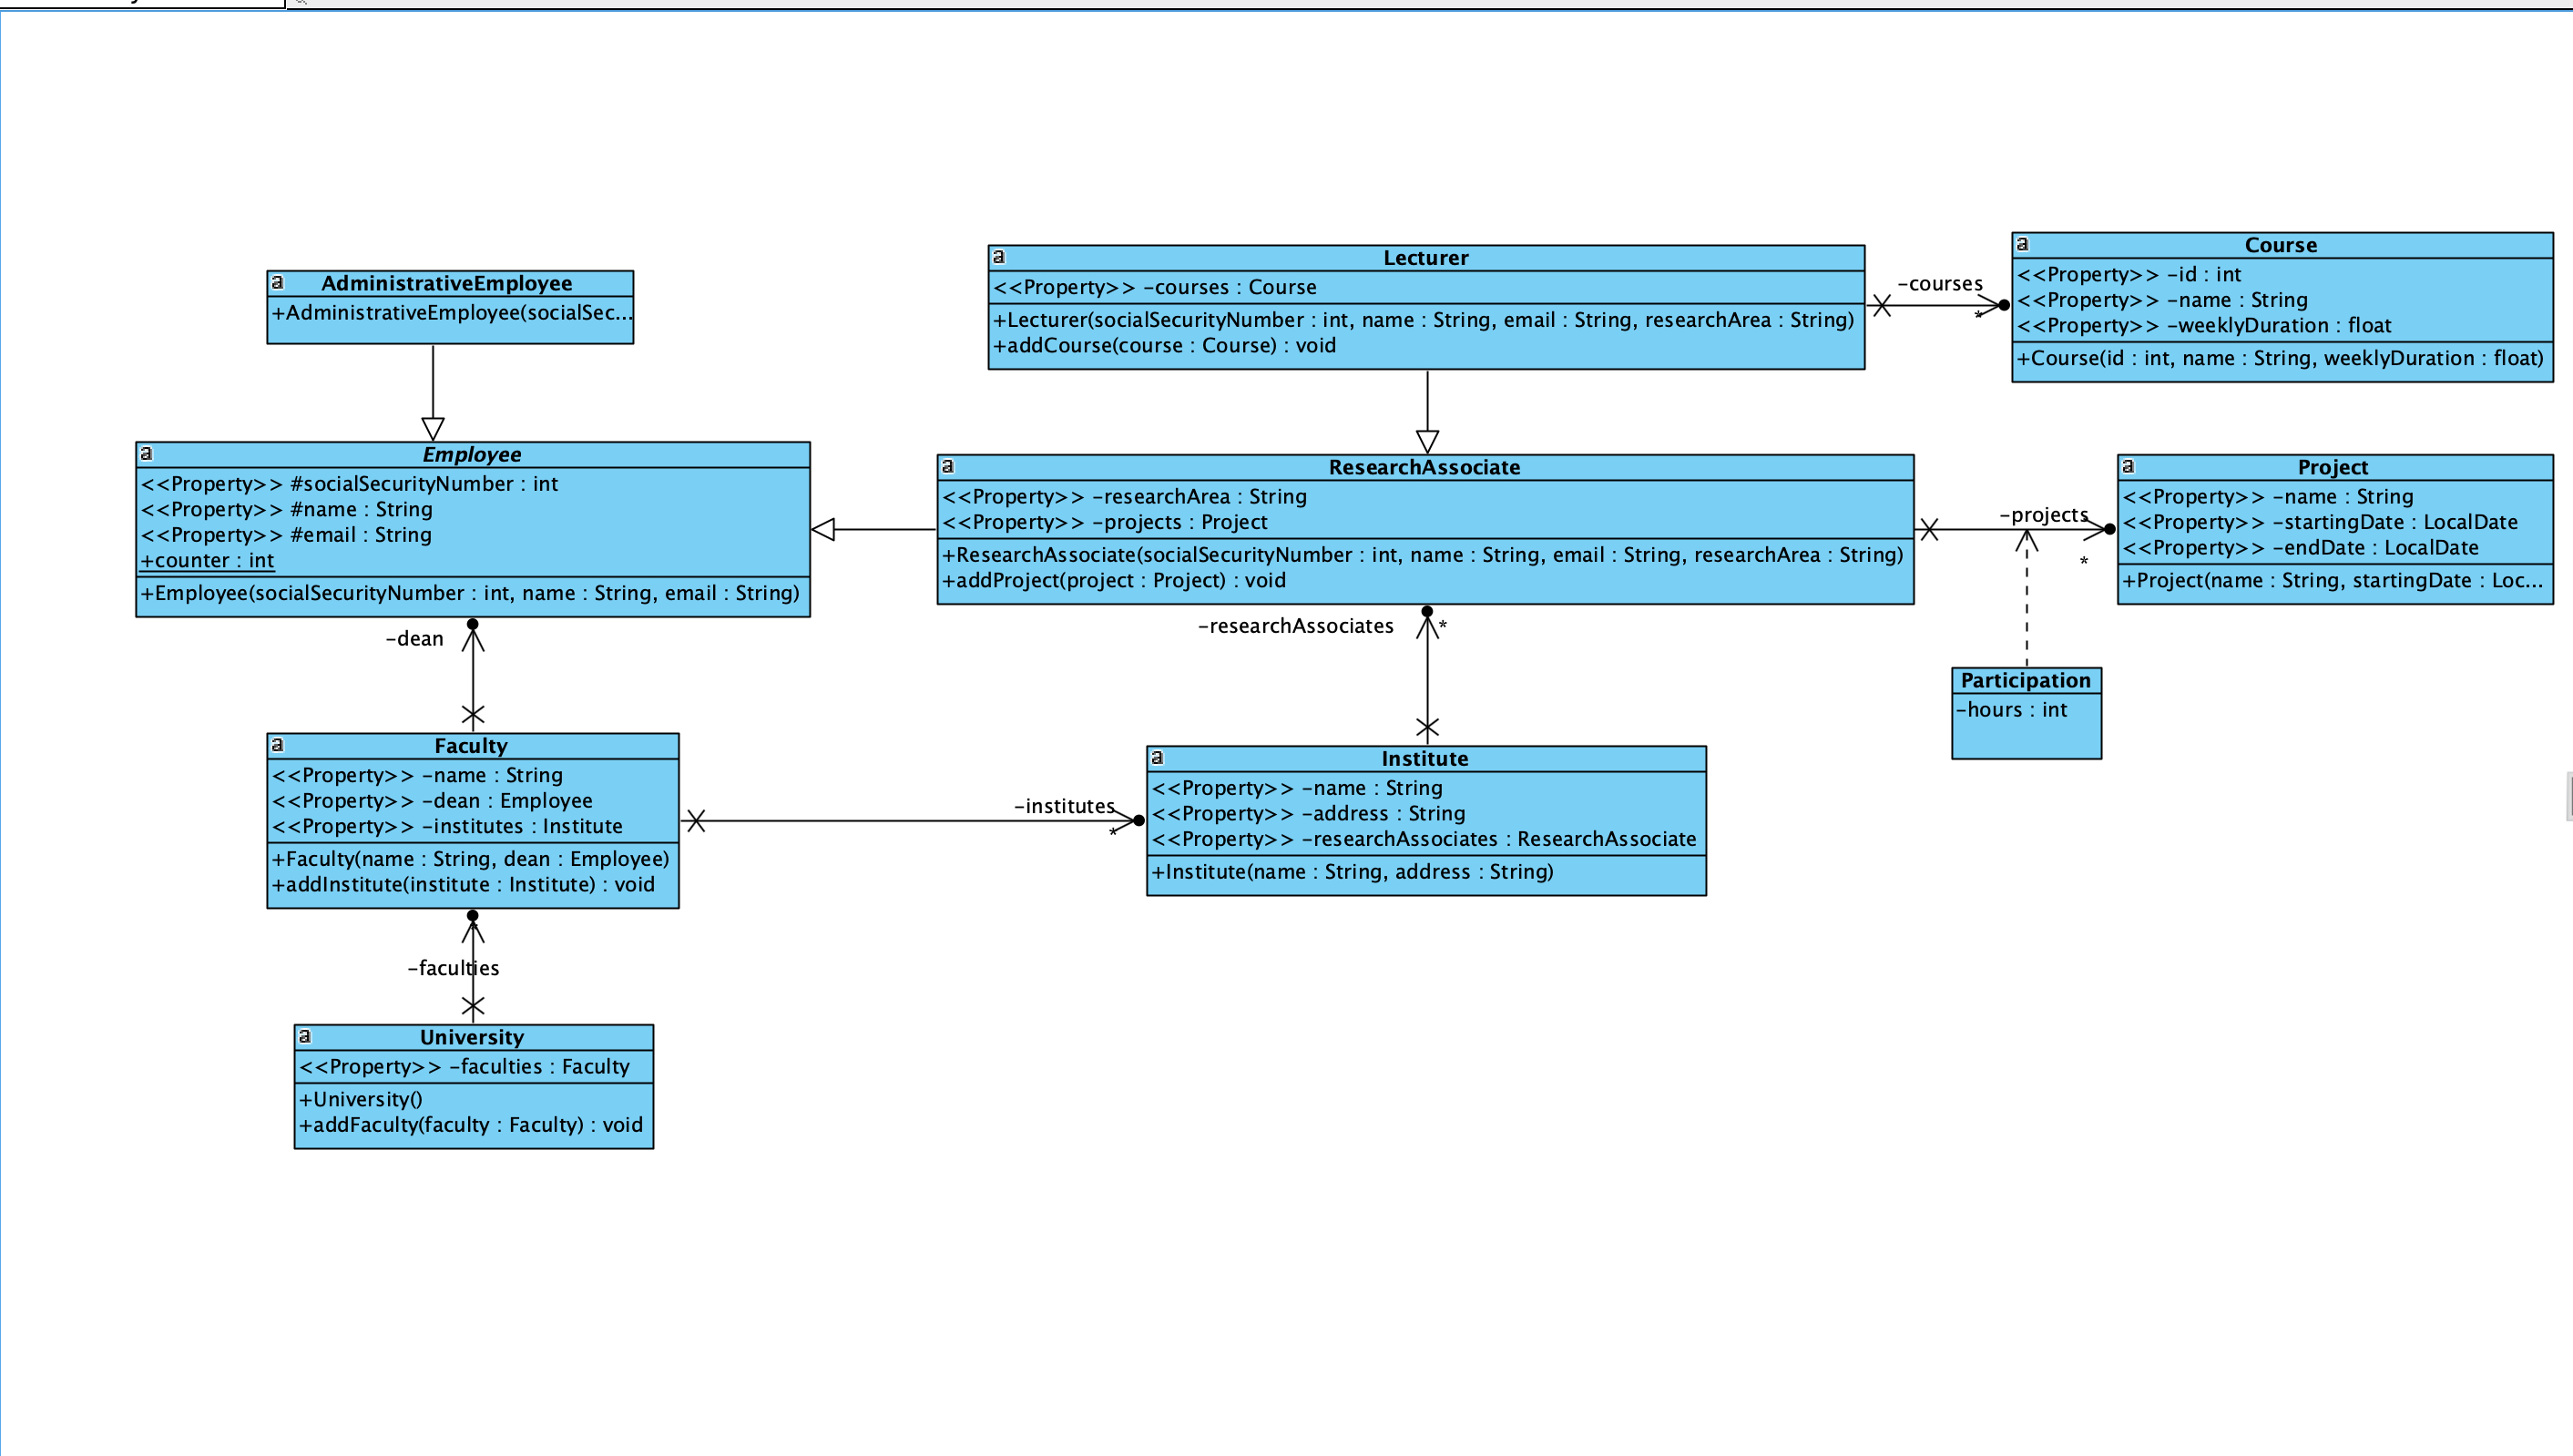 AdministrativeEmployee
+AdministrativeEmployee(socialSec...
Lecturer
<<Property>> -courses : Course
+Lecturer(socialSecurityNumber : int, name : String, email : String, researchArea : String)
+addCourse(course : Course) : void
-courses
*
Course
<<Property>> -id : int
<<Property>> -name : String
<<Property>> -weeklyDuration : float
+Course(id : int, name : String, weeklyDuration : float)
Employee
<<Property>> #socialSecurityNumber : int
<<Property>> #name : String
<<Property>> #email : String
+counter : int
+Employee(socialSecurityNumber : int, name : String, email : String)
ResearchAssociate
<<Property>> -researchArea : String
<<Property>> -projects : Project
+ResearchAssociate(socialSecurityNumber : int, name : String, email : String, researchArea : String)
+addProject(project : Project) : void
-projects
*
Project
<<Property>> -name : String
<<Property>> -startingDate : LocalDate
<<Property>> -endDate : LocalDate
+Project(name : String, startingDate : Loc...
-dean
-researchAssociates
*
Participation
-hours : int
Faculty
<<Property>> -name : String
<<Property>> -dean : Employee
<<Property>> -institutes : Institute
+Faculty(name : String, dean : Employee)
+addInstitute(institute : Institute) : void
-institutes
*
Institute
<<Property>> -name : String
<<Property>> -address : String
<<Property>> -researchAssociates : ResearchAssociate
+Institute(name : String, address : String)
-faculties
University
<<Property>> -faculties : Faculty
+University()
+addFaculty(faculty : Faculty) : void